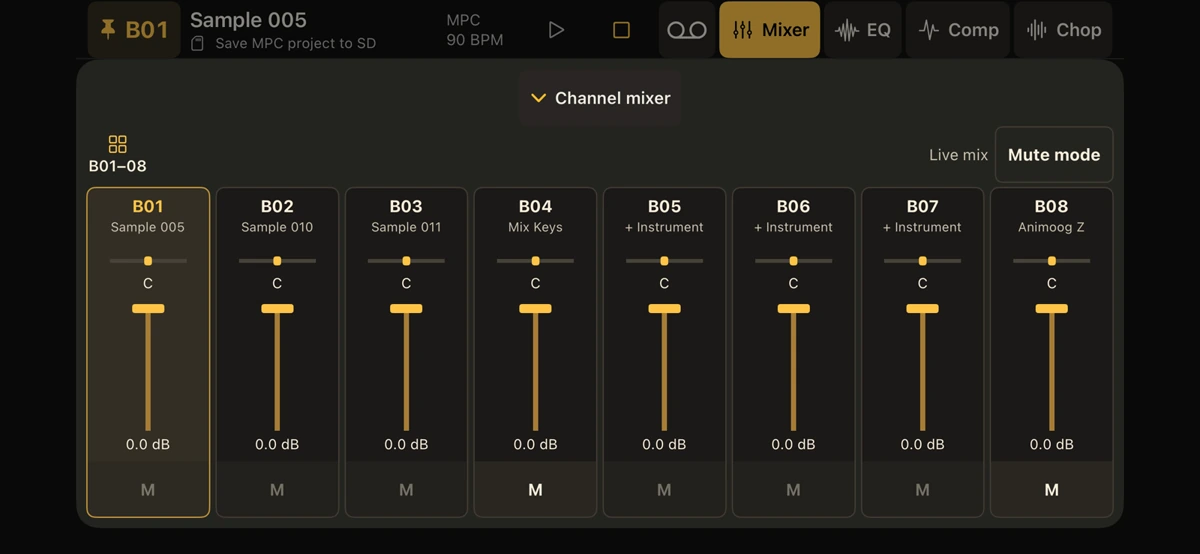 B01
Sample 005
Save MPC project to SD
MPC
90 BPM
Mixer
EQ
Comp
Chop
Channel mixer
B01–08
Live mix
Mute mode
B01
Sample 005
C
0.0 dB
M
B02
Sample 010
C
0.0 dB
M
B03
Sample 011
C
0.0 dB
M
B04
Mix Keys
C
0.0 dB
M
B05
+ Instrument
C
0.0 dB
M
B06
+ Instrument
C
0.0 dB
M
B07
+ Instrument
C
0.0 dB
M
B08
Animoog Z
C
0.0 dB
M